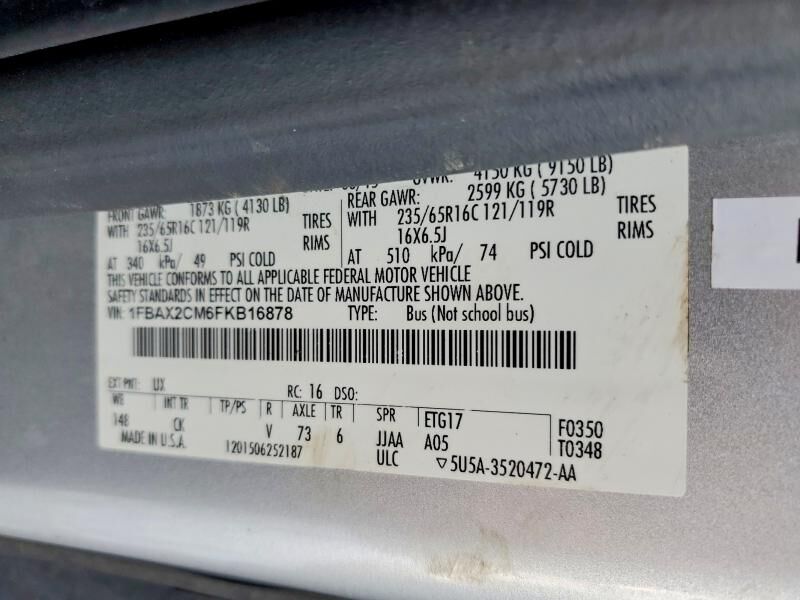 4150 KG ( 9150 LB)
FRONT GAWR: 1873 KG ( 4130 LB)
WITH 235/65R16C 121/119R TIRES
16X6.5J RIMS
AT 340 kPa/ 49 PSI COLD
REAR GAWR: 2599 KG ( 5730 LB)
WITH 235/65R16C 121/119R TIRES
16X6.5J RIMS
AT 510 kPa/ 74 PSI COLD
THIS VEHICLE CONFORMS TO ALL APPLICABLE FEDERAL MOTOR VEHICLE
SAFETY STANDARDS IN EFFECT ON THE DATE OF MANUFACTURE SHOWN ABOVE.
VIN: 1FBAX2CM6FKB16878 TYPE: Bus (Not school bus)
EXT PNT: UX RC: 16 DSO:
WB INT TR TP/PS R AXLE TR SPR ETG17 F0350
148 CK V 73 6 JJAA A05 T0348
MADE IN U.S.A. 1201506252187 ULC ▽5U5A-3520472-AA